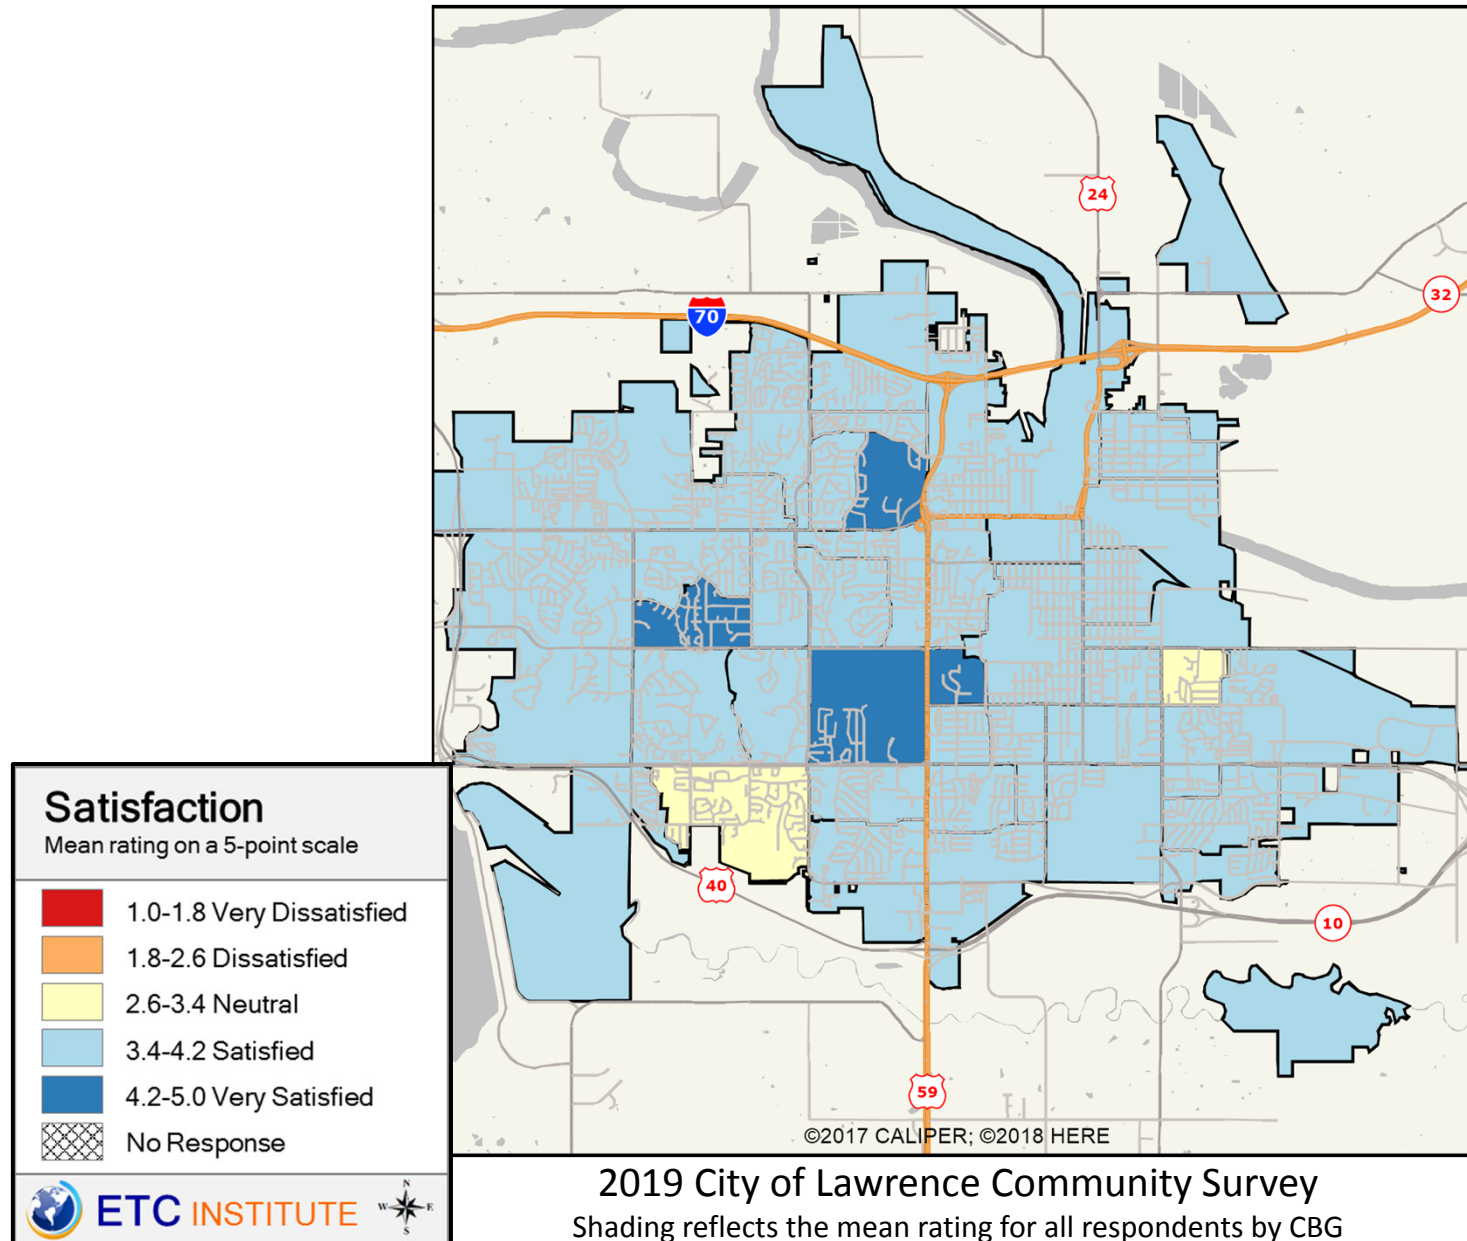 24
32
70
40
10
59
©2017 CALIPER; ©2018 HERE
Satisfaction
Mean rating on a 5-point scale
1.0-1.8 Very Dissatisfied
1.8-2.6 Dissatisfied
2.6-3.4 Neutral
3.4-4.2 Satisfied
4.2-5.0 Very Satisfied
No Response
ETC INSTITUTE
N
W E
S
2019 City of Lawrence Community Survey
Shading reflects the mean rating for all respondents by CBG